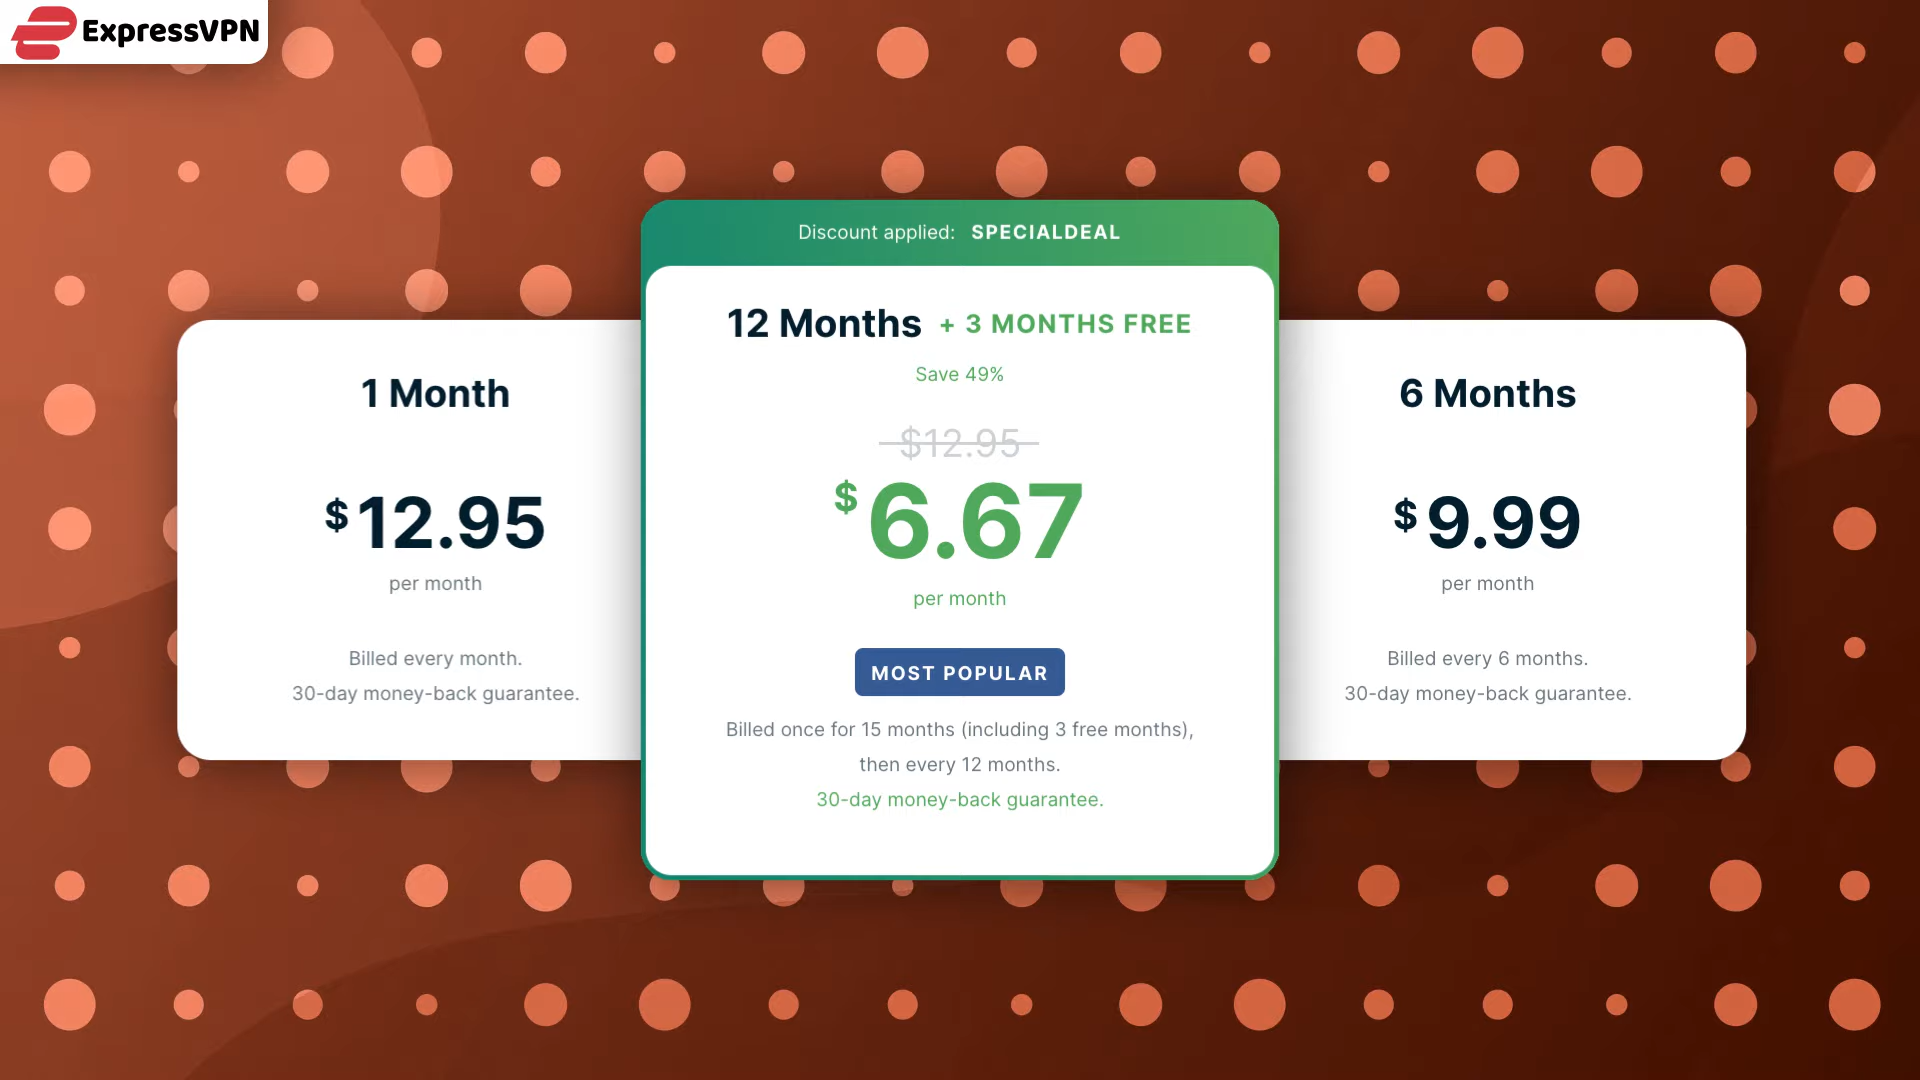 ExpressVPN
Discount applied: SPECIALDEAL
1 Month
$12.95
per month
Billed every month.
30-day money-back guarantee.
12 Months + 3 MONTHS FREE
Save 49%
$12.95
$6.67
per month
MOST POPULAR
Billed once for 15 months (including 3 free months),
then every 12 months.
30-day money-back guarantee.
6 Months
$9.99
per month
Billed every 6 months.
30-day money-back guarantee.